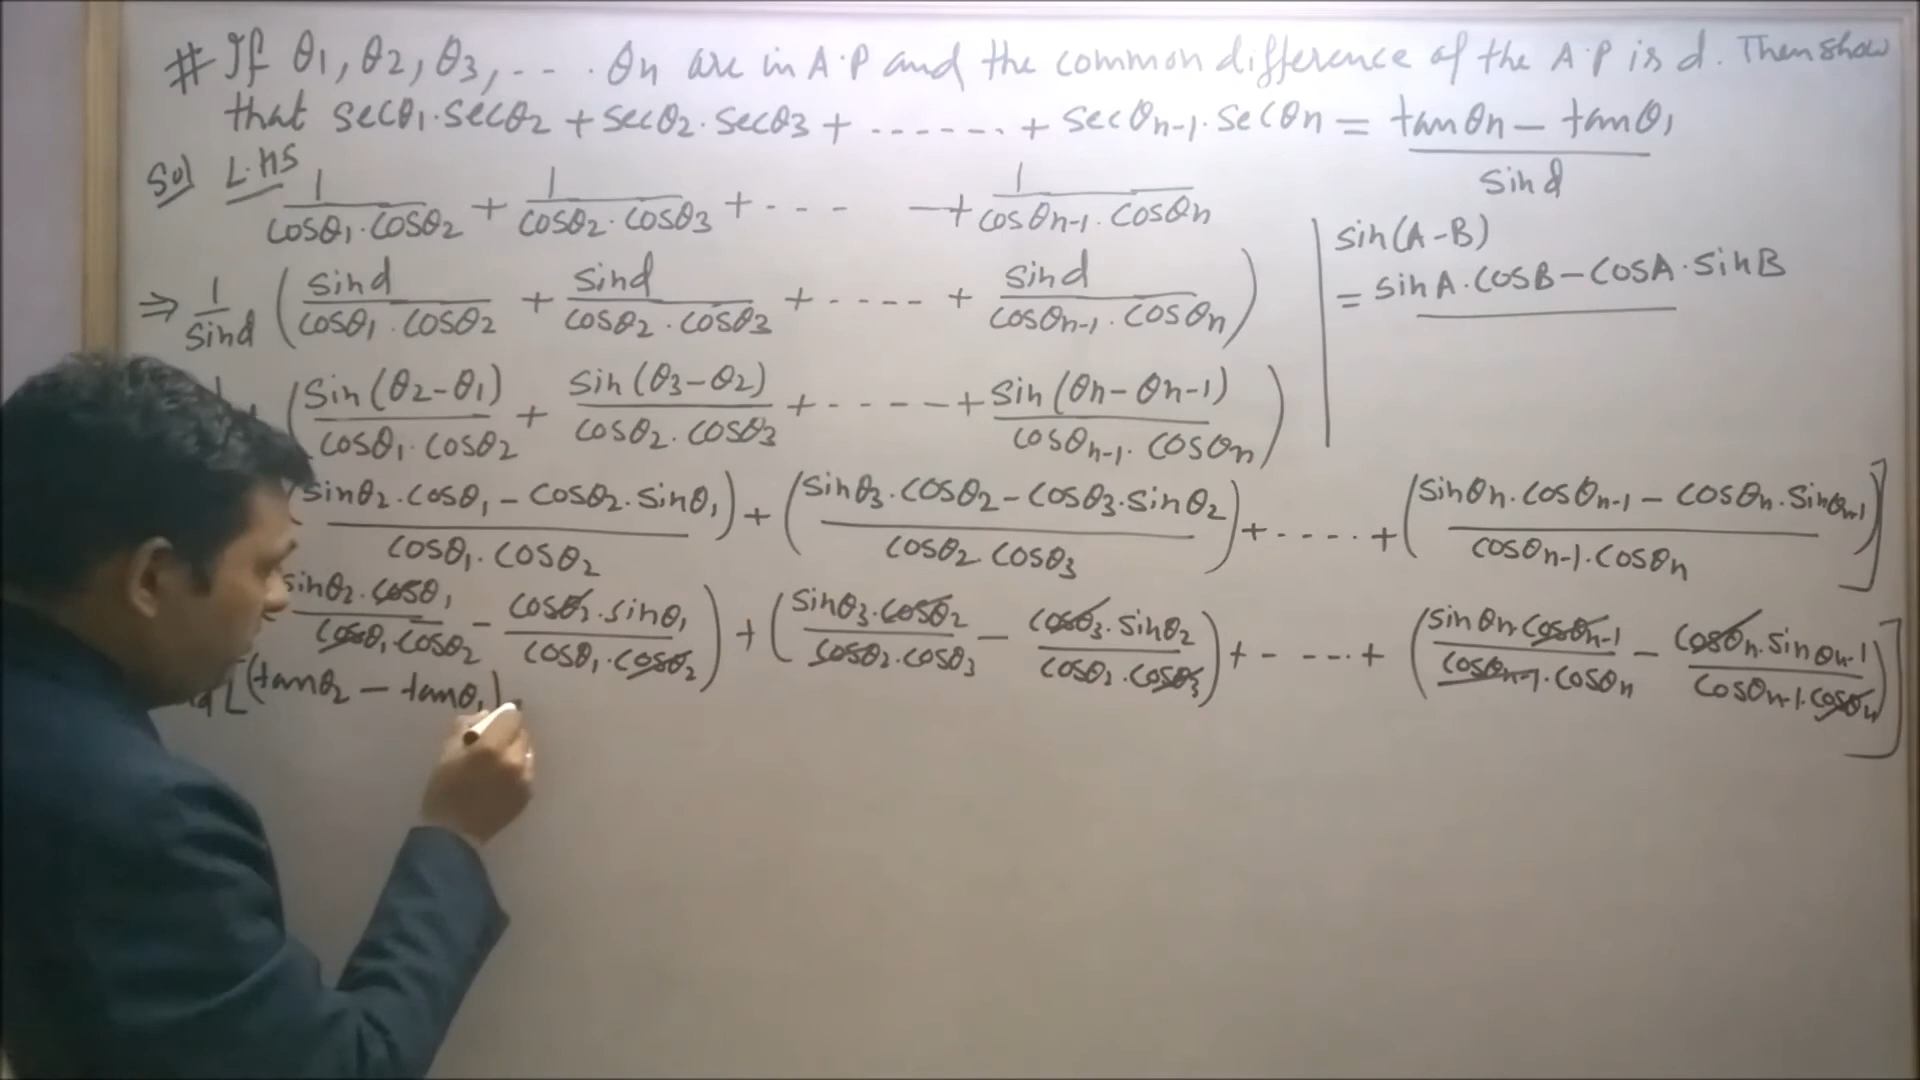 # If θ1, θ2, θ3, ... θn are in A.P and the common difference of the A.P is d. Then show
that secθ1.secθ2 + secθ2.secθ3 + ...... + secθn-1.secθn = tanθn - tanθ1 / sind
Sol L.HS
1/cosθ1.cosθ2 + 1/cosθ2.cosθ3 + ... + 1/cosθn-1.cosθn
sin(A-B)
= sinA.cosB - cosA.sinB
⇒ 1/sind ( sind/cosθ1.cosθ2 + sind/cosθ2.cosθ3 + ..... + sind/cosθn-1.cosθn )
( sin(θ2-θ1)/cosθ1.cosθ2 + sin(θ3-θ2)/cosθ2.cosθ3 + ..... + sin(θn-θn-1)/cosθn-1.cosθn )
( sinθ2.cosθ1 - cosθ2.sinθ1 / cosθ1.cosθ2 ) + ( sinθ3.cosθ2 - cosθ3.sinθ2 / cosθ2 cosθ3 ) + ..... + ( sinθn.cosθn-1 - cosθn.sinθn-1 / cosθn-1.cosθn ) ]
sinθ2.cosθ1/cosθ1.cosθ2 - cosθ2.sinθ1/cosθ1.cosθ2 ) + ( sinθ3.cosθ2/cosθ2.cosθ3 - cosθ3.sinθ2/cosθ2.cosθ3 ) + .... + ( sinθn.cosθn-1/cosθn-1.cosθn - cosθn.sinθn-1/cosθn-1.cosθn ) ]
[ (tanθ2 - tanθ1)